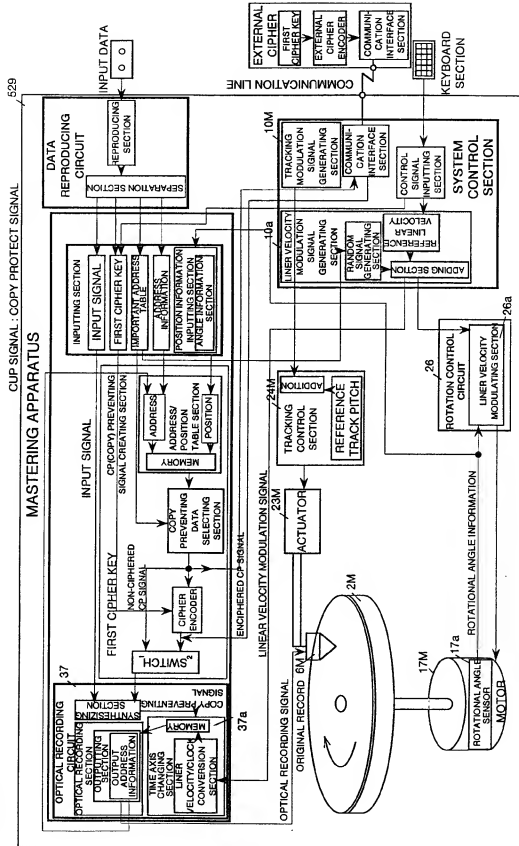 529
CUP SIGNAL : COPY PROTECT SIGNAL
MASTERING APPARATUS
INPUT DATA
EXTERNAL CIPHER
FIRST CIPHER KEY
EXTERNAL CIPHER ENCODER
COMMUNI-
CATION
INTERFACE
SECTION
COMMUNICATION LINE
KEYBOARD
SECTION
DATA
REPRODUCING
CIRCUIT
REPRODUCING
SECTION
SEPARATION SECTION
INPUTTING SECTION
INPUT SIGNAL
FIRST CIPHER KEY
IMPORTANT ADDRESS
TABLE
ADDRESS
INFORMATION
POSITION INFORMATION
INPUTTING SECTION
ANGLE INFORMATION
SECTION
10M
TRACKING
MODULATION
SIGNAL
GENERATING
SECTION
COMMUNI-
CATION
INTERFACE
SECTION
CONTROL
SIGNAL
INPUTTING
SECTION
SYSTEM
CONTROL
SECTION
10a
LINER VELOCITY
MODULATION SIGNAL
SIGNAL
GENERATING
SECTION
RANDOM
SIGNAL
GENERATING
SECTION
REFERENCE
LINEAR
VELOCITY
ADDING SECTION
INPUT SIGNAL
CP(COPY) PREVENTING
SIGNAL CREATING SECTION
FIRST CIPHER KEY
NON-CIPHERED
CP SIGNAL
ADDRESS
ADDRESS/
POSITION
TABLE SECTION
POSITION
MEMORY
COPY
PREVENTING
DATA
SELECTING
SECTION
CIPHER
ENCODER
SWITCH
1
2
ENCIPHERED CP SIGNAL
37
OPTICAL RECORDING
CIRCUIT
OPTICAL RECORDING
SECTION
OUTPUTTING
SECTION
OUTPUT
ADDRESS
INFORMATION
SYNTHESIZING
SECTION
COPY PREVENTING
SIGNAL
37a
TIME AXIS
CHANGING SECTION
MEMORY
LINER
VELOCITY/CLOCK
CONVERSION
SECTION
LINEAR VELOCITY MODULATION SIGNAL
24M
TRACKING
CONTROL
SECTION
ADDITION
REFERENCE
TRACK PITCH
23M
ACTUATOR
OPTICAL RECORDING SIGNAL
ORIGINAL RECORD
6M
2M
26
ROTATION CONTROL
CIRCUIT
LINER VELOCITY
MODULATING SECTION
26a
ROTATIONAL ANGLE INFORMATION
17M
17a
ROTATIONAL ANGLE
SENSOR
MOTOR